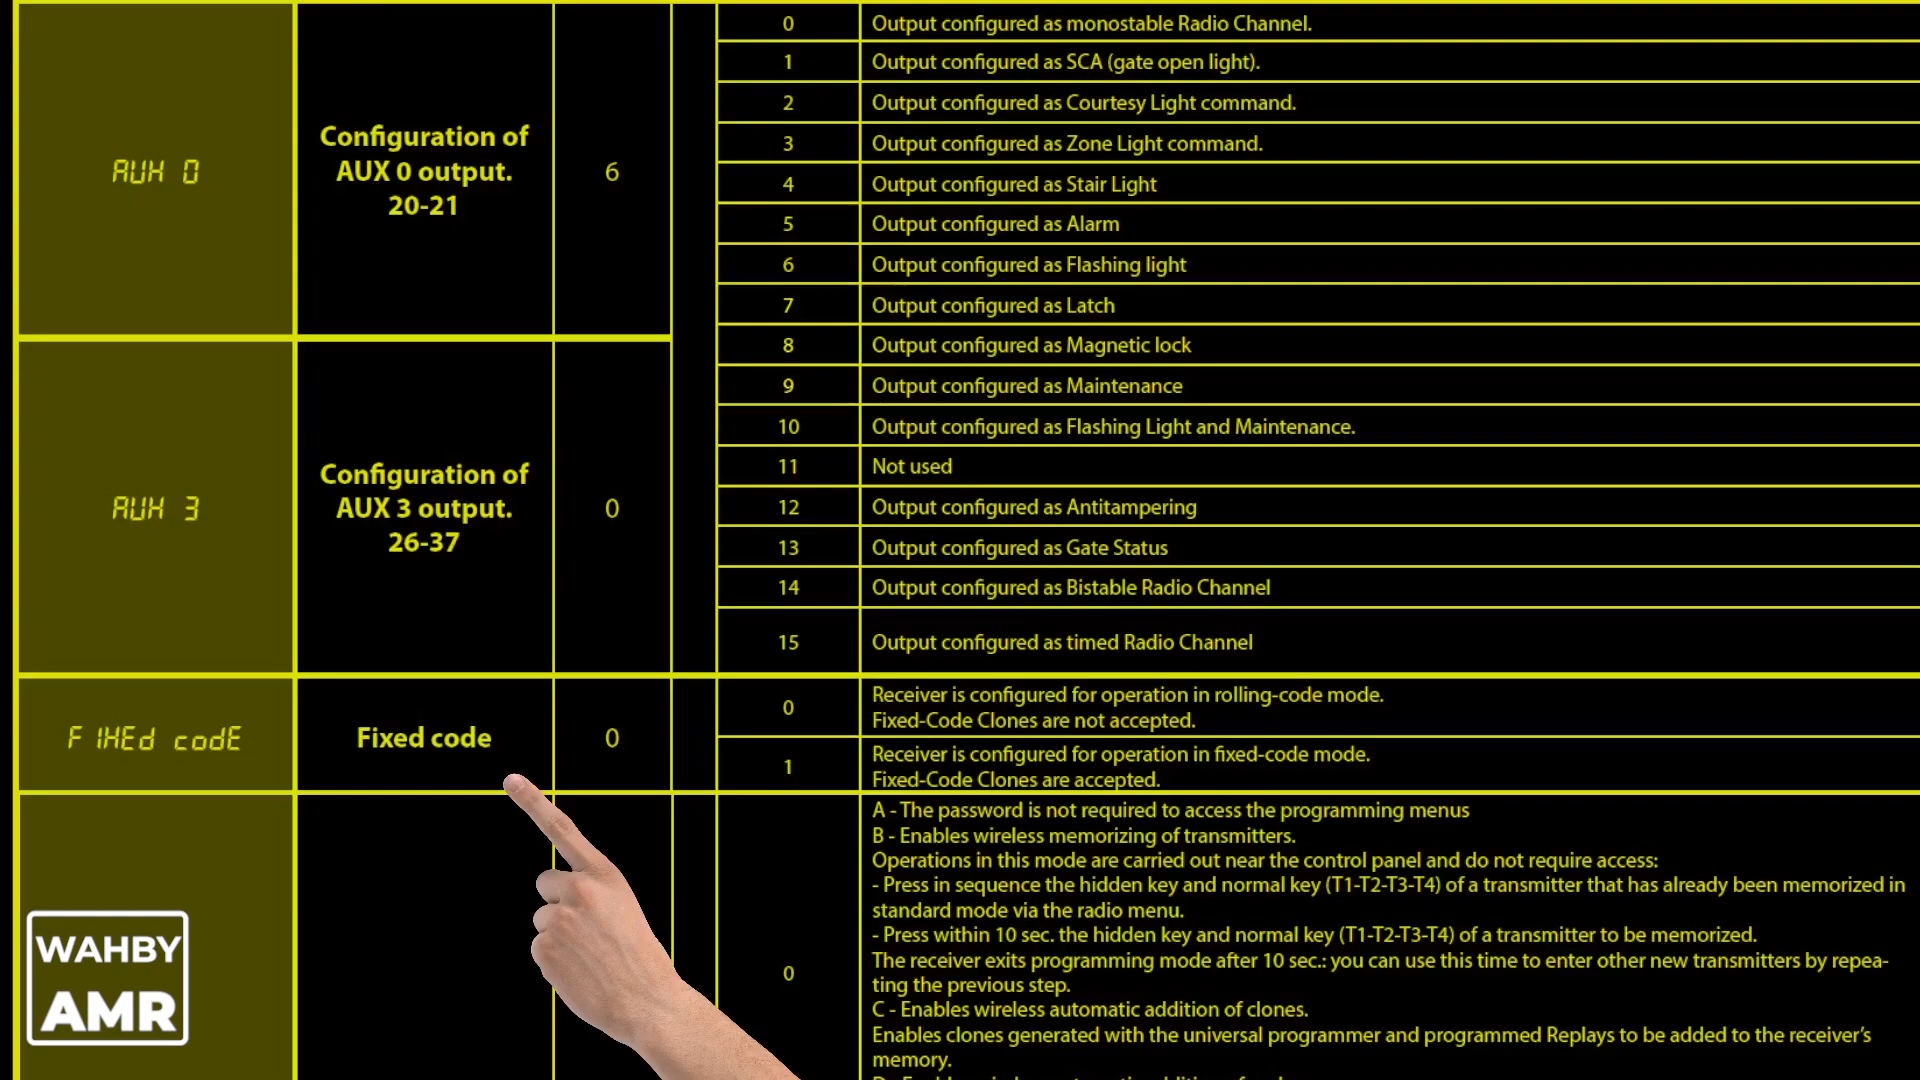 AUX 0
Configuration of
AUX 0 output.
20-21
6
0 Output configured as monostable Radio Channel.
1 Output configured as SCA (gate open light).
2 Output configured as Courtesy Light command.
3 Output configured as Zone Light command.
4 Output configured as Stair Light
5 Output configured as Alarm
6 Output configured as Flashing light
7 Output configured as Latch
8 Output configured as Magnetic lock
9 Output configured as Maintenance
10 Output configured as Flashing Light and Maintenance.
11 Not used
12 Output configured as Antitampering
13 Output configured as Gate Status
14 Output configured as Bistable Radio Channel
15 Output configured as timed Radio Channel
AUX 3
Configuration of
AUX 3 output.
26-37
0
FIXEd codE
Fixed code
0
0
Receiver is configured for operation in rolling-code mode.
Fixed-Code Clones are not accepted.
1
Receiver is configured for operation in fixed-code mode.
Fixed-Code Clones are accepted.
0
A - The password is not required to access the programming menus
B - Enables wireless memorizing of transmitters.
Operations in this mode are carried out near the control panel and do not require access:
- Press in sequence the hidden key and normal key (T1-T2-T3-T4) of a transmitter that has already been memorized in
standard mode via the radio menu.
- Press within 10 sec. the hidden key and normal key (T1-T2-T3-T4) of a transmitter to be memorized.
The receiver exits programming mode after 10 sec.: you can use this time to enter other new transmitters by repea-
ting the previous step.
C - Enables wireless automatic addition of clones.
Enables clones generated with the universal programmer and programmed Replays to be added to the receiver's
memory.
WAHBY
AMR